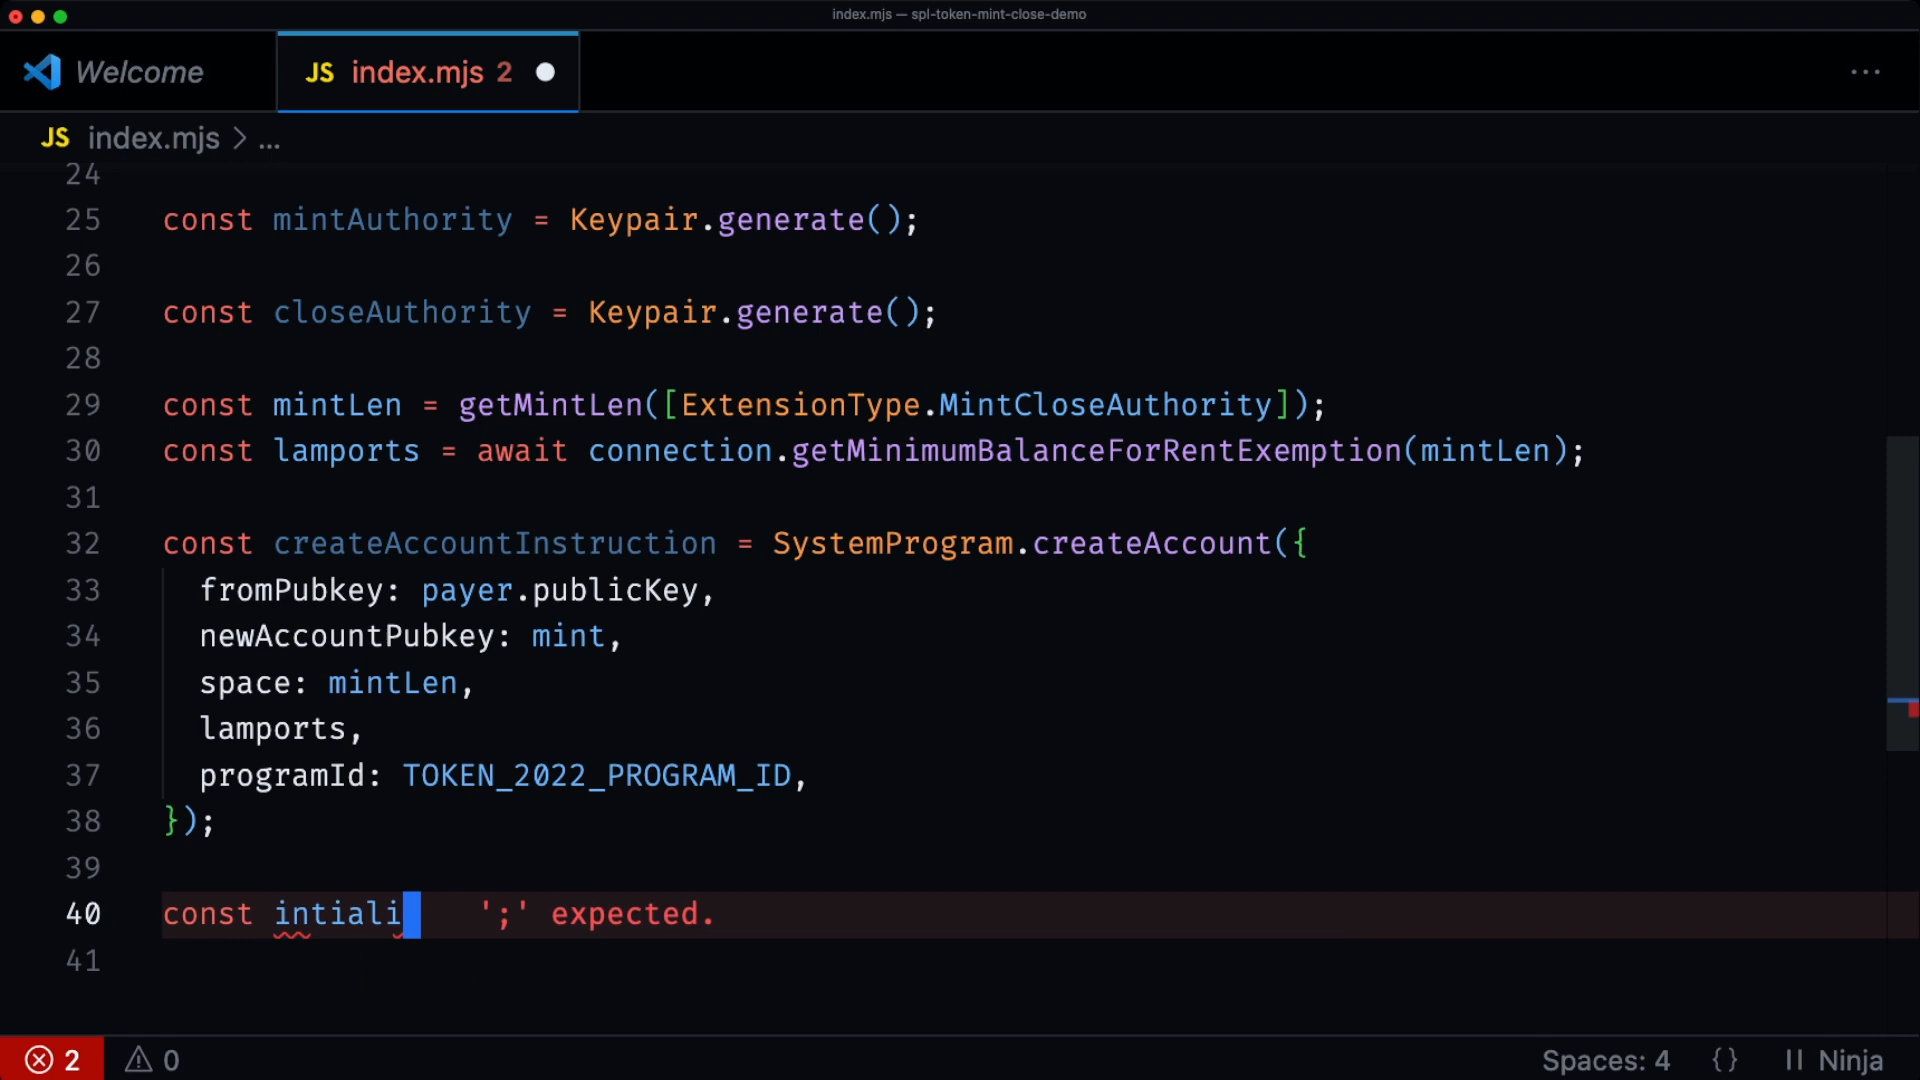 index.mjs — spl-token-mint-close-demo
Welcome
JS index.mjs 2
...
JS index.mjs > ...
24
25 const mintAuthority = Keypair.generate();
26
27 const closeAuthority = Keypair.generate();
28
29 const mintLen = getMintLen([ExtensionType.MintCloseAuthority]);
30 const lamports = await connection.getMinimumBalanceForRentExemption(mintLen);
31
32 const createAccountInstruction = SystemProgram.createAccount({
33 fromPubkey: payer.publicKey,
34 newAccountPubkey: mint,
35 space: mintLen,
36 lamports,
37 programId: TOKEN_2022_PROGRAM_ID,
38 });
39
40 const intiali ';' expected.
41
2 0 Spaces: 4 {} || Ninja